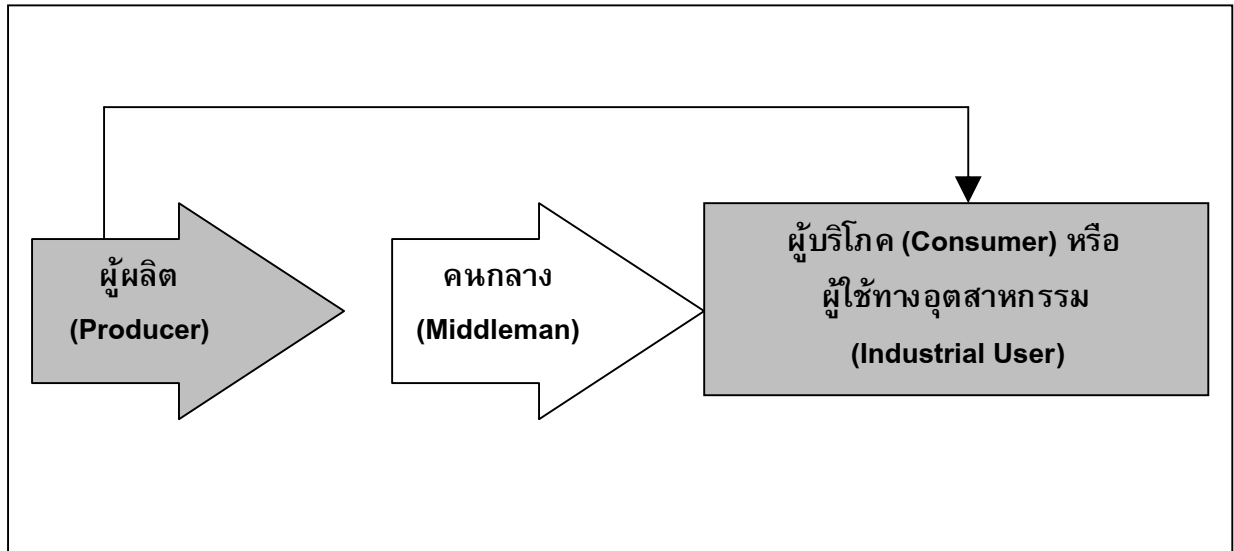 ผู้ผลิต
(Producer)
คนกลาง
(Middleman)
ผู้บริโภค (Consumer) หรือ
ผู้ใช้ทางอุตสาหกรรม
(Industrial User)